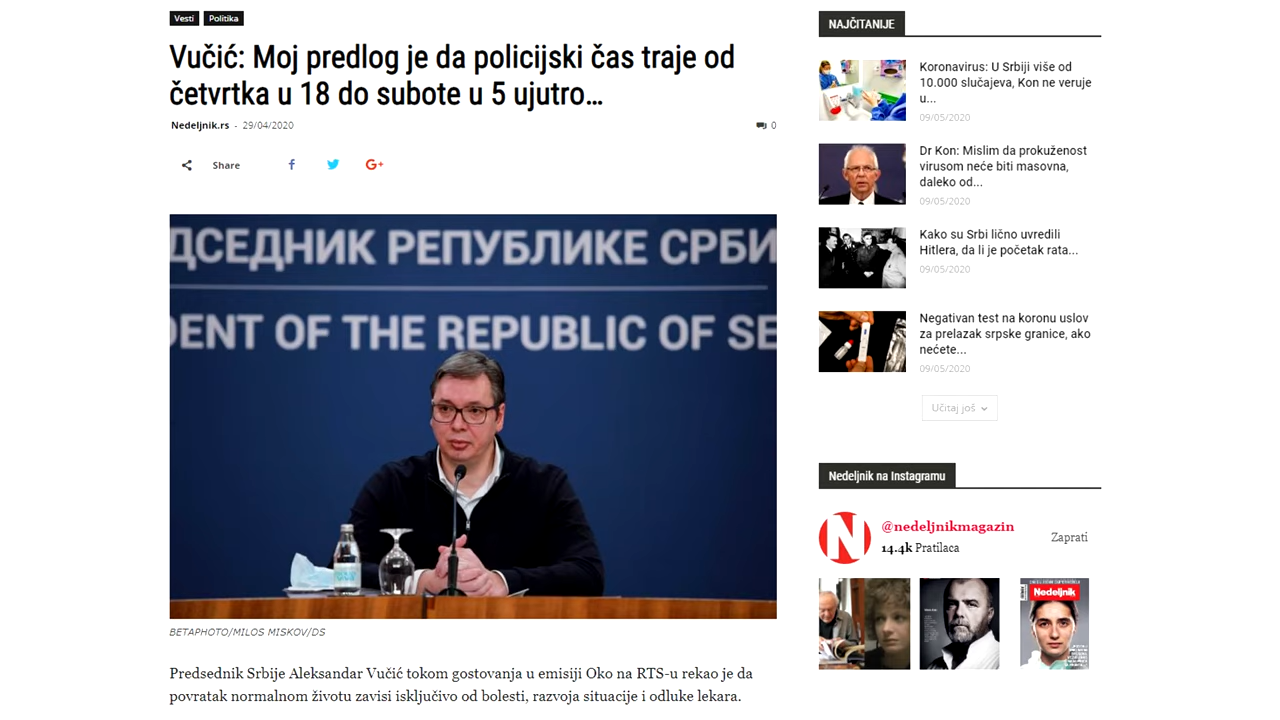 Vesti
Politika
Vučić: Moj predlog je da policijski čas traje od
četvrtka u 18 do subote u 5 ujutro...
Nedeljnik.rs - 29/04/2020
0
Share
ДСЕДНИК РЕПУБЛИКЕ СРБИ
DENT OF THE REPUBLIC OF SE
BETAPHOTO/MILOS MISKOV/DS
Predsednik Srbije Aleksandar Vučić tokom gostovanja u emisiji Oko na RTS-u rekao je da
povratak normalnom životu zavisi isključivo od bolesti, razvoja situacije i odluke lekara.
NAJČITANIJE
Koronavirus: U Srbiji više od
10.000 slučajeva, Kon ne veruje
u...
09/05/2020
Dr Kon: Mislim da prokuženost
virusom neće biti masovna,
daleko od...
09/05/2020
Kako su Srbi lično uvredili
Hitlera, da li je početak rata...
09/05/2020
Negativan test na koronu uslov
za prelazak srpske granice, ako
nećete...
09/05/2020
Učitaj još
Nedeljnik na Instagramu
N
@nedeljnikmagazin
14.4k Pratilaca
Zaprati
Nedeljnik